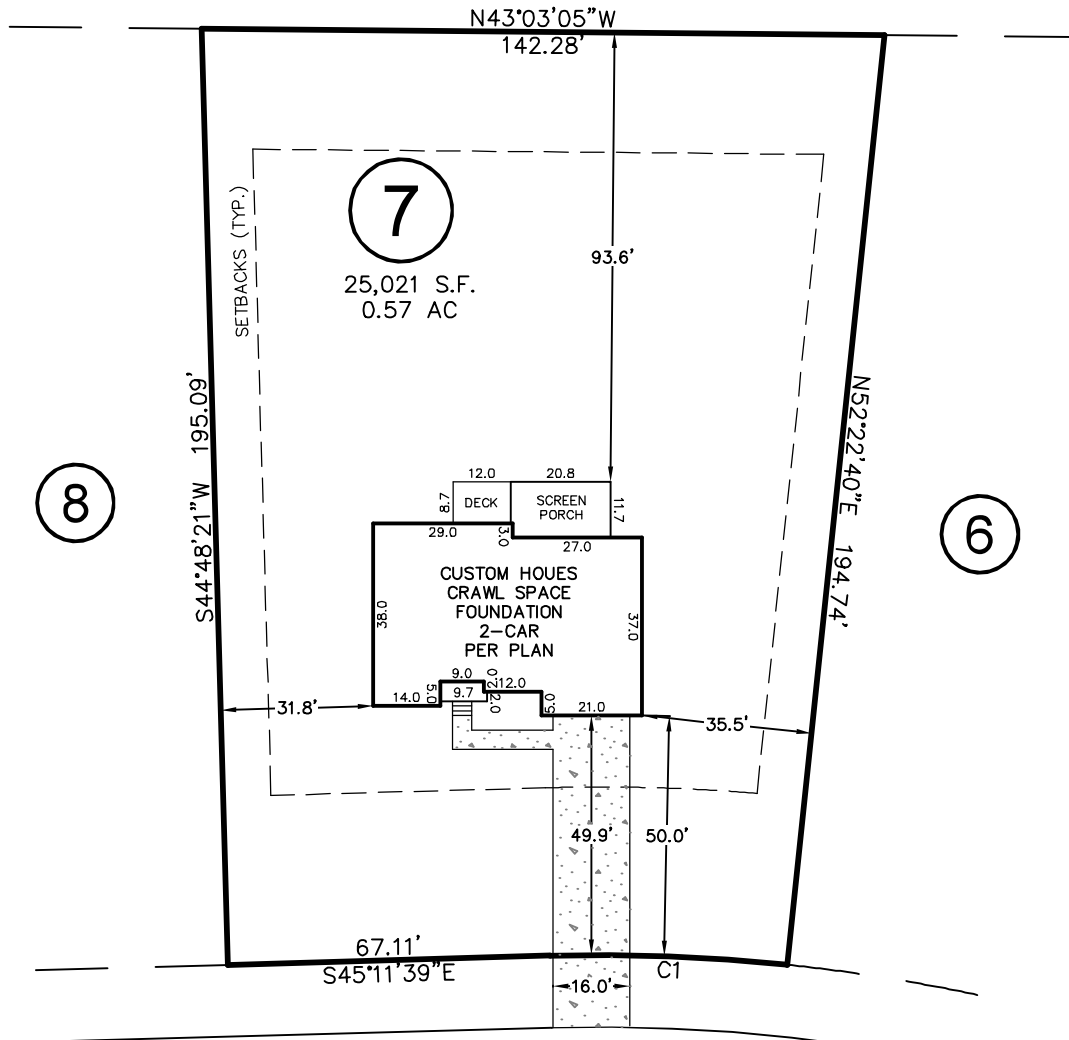 N43°03'05"W
142.28'
SETBACKS (TYP.)
7
25,021 S.F.
0.57 AC
93.6'
S44°48'21"W 195.09'
N52°22'40"E 194.74'
8
6
12.0
20.8
8.7
DECK
SCREEN
PORCH
11.7
29.0
3.0
27.0
CUSTOM HOUES
CRAWL SPACE
FOUNDATION
2-CAR
PER PLAN
38.0
37.0
9.0
2.0
12.0
14.0
5.0
9.7
2.0
5.0
21.0
31.8'
35.5'
49.9'
50.0'
67.11'
S45°11'39"E
C1
16.0'